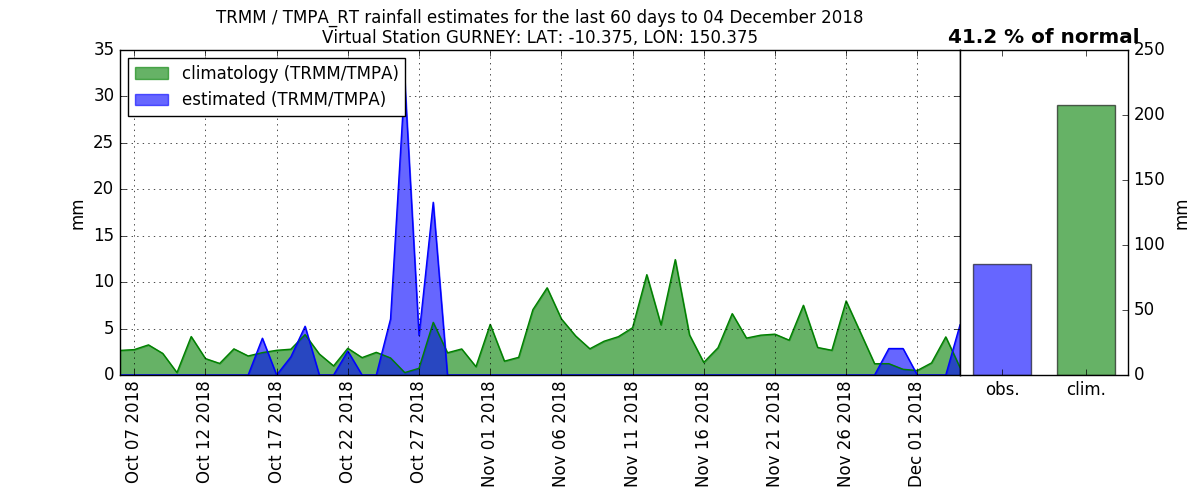 TRMM / TMPA_RT rainfall estimates for the last 60 days to 04 December 2018
Virtual Station GURNEY: LAT: -10.375, LON: 150.375
41.2 % of normal
climatology (TRMM/TMPA)
estimated (TRMM/TMPA)
35
30
25
20
15
10
5
0
mm
Oct 07 2018
Oct 12 2018
Oct 17 2018
Oct 22 2018
Oct 27 2018
Nov 01 2018
Nov 06 2018
Nov 11 2018
Nov 16 2018
Nov 21 2018
Nov 26 2018
Dec 01 2018
obs.
clim.
250
200
150
100
50
0
mm